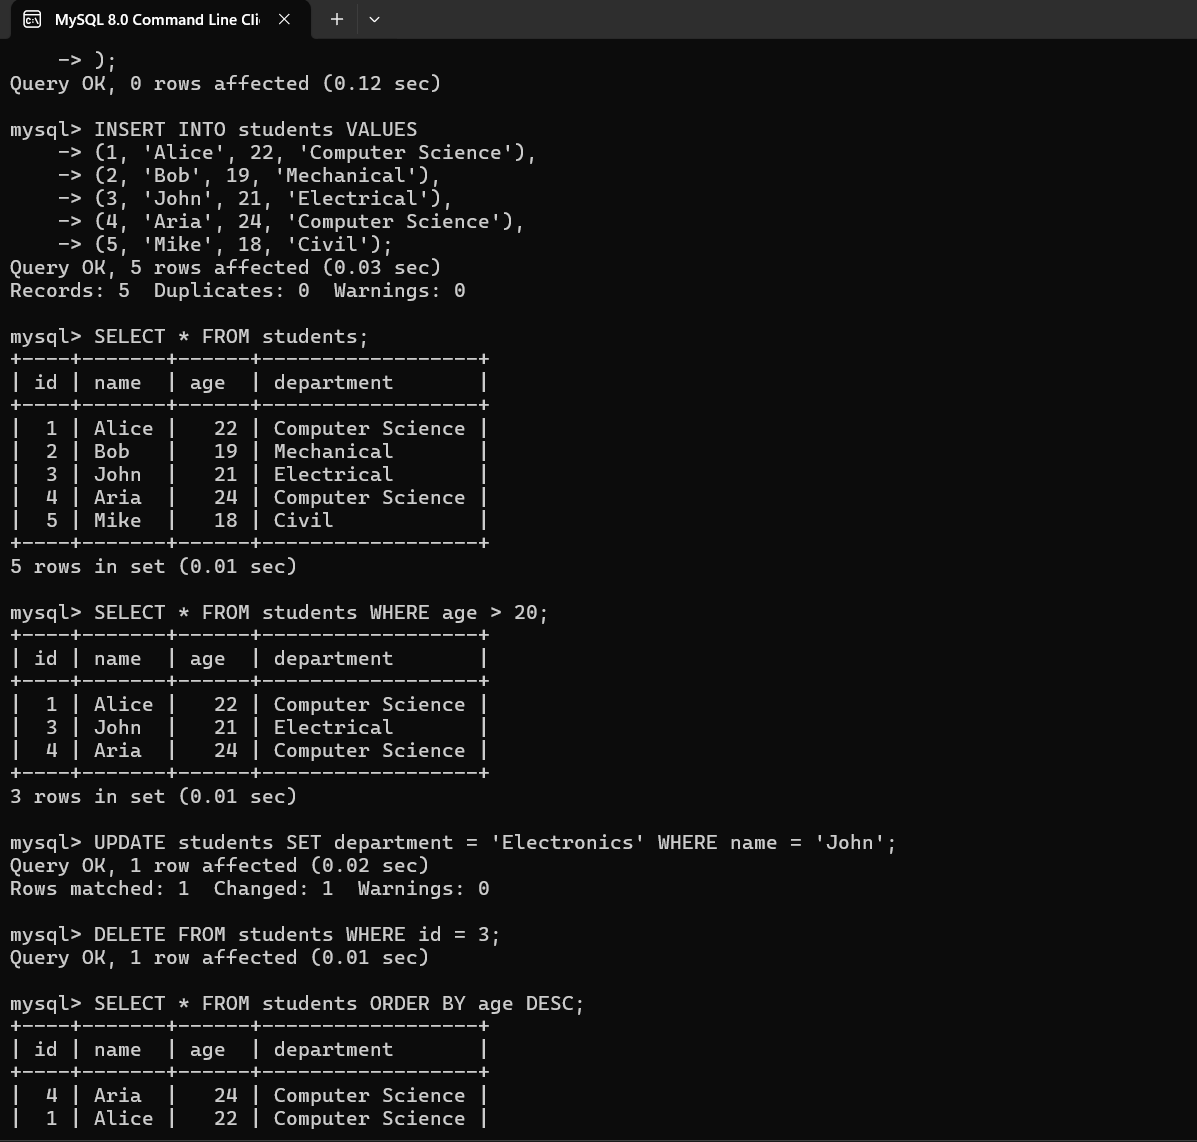 MySQL 8.0 Command Line Cli
    -> );
Query OK, 0 rows affected (0.12 sec)
mysql> INSERT INTO students VALUES
    -> (1, 'Alice', 22, 'Computer Science'),
    -> (2, 'Bob', 19, 'Mechanical'),
    -> (3, 'John', 21, 'Electrical'),
    -> (4, 'Aria', 24, 'Computer Science'),
    -> (5, 'Mike', 18, 'Civil');
Query OK, 5 rows affected (0.03 sec)
Records: 5  Duplicates: 0  Warnings: 0
mysql> SELECT * FROM students;
+----+-------+------+------------------+
| id | name  | age  | department       |
+----+-------+------+------------------+
|  1 | Alice |   22 | Computer Science |
|  2 | Bob   |   19 | Mechanical       |
|  3 | John  |   21 | Electrical       |
|  4 | Aria  |   24 | Computer Science |
|  5 | Mike  |   18 | Civil            |
+----+-------+------+------------------+
5 rows in set (0.01 sec)
mysql> SELECT * FROM students WHERE age > 20;
+----+-------+------+------------------+
| id | name  | age  | department       |
+----+-------+------+------------------+
|  1 | Alice |   22 | Computer Science |
|  3 | John  |   21 | Electrical       |
|  4 | Aria  |   24 | Computer Science |
+----+-------+------+------------------+
3 rows in set (0.01 sec)
mysql> UPDATE students SET department = 'Electronics' WHERE name = 'John';
Query OK, 1 row affected (0.02 sec)
Rows matched: 1  Changed: 1  Warnings: 0
mysql> DELETE FROM students WHERE id = 3;
Query OK, 1 row affected (0.01 sec)
mysql> SELECT * FROM students ORDER BY age DESC;
+----+-------+------+------------------+
| id | name  | age  | department       |
+----+-------+------+------------------+
|  4 | Aria  |   24 | Computer Science |
|  1 | Alice |   22 | Computer Science |